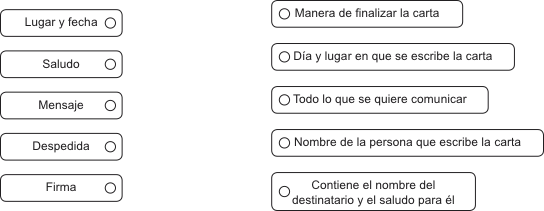 Lugar y fecha
Saludo
Mensaje
Despedida
Firma
Manera de finalizar la carta
Día y lugar en que se escribe la carta
Todo lo que se quiere comunicar
Nombre de la persona que escribe la carta
Contiene el nombre del
destinatario y el saludo para él